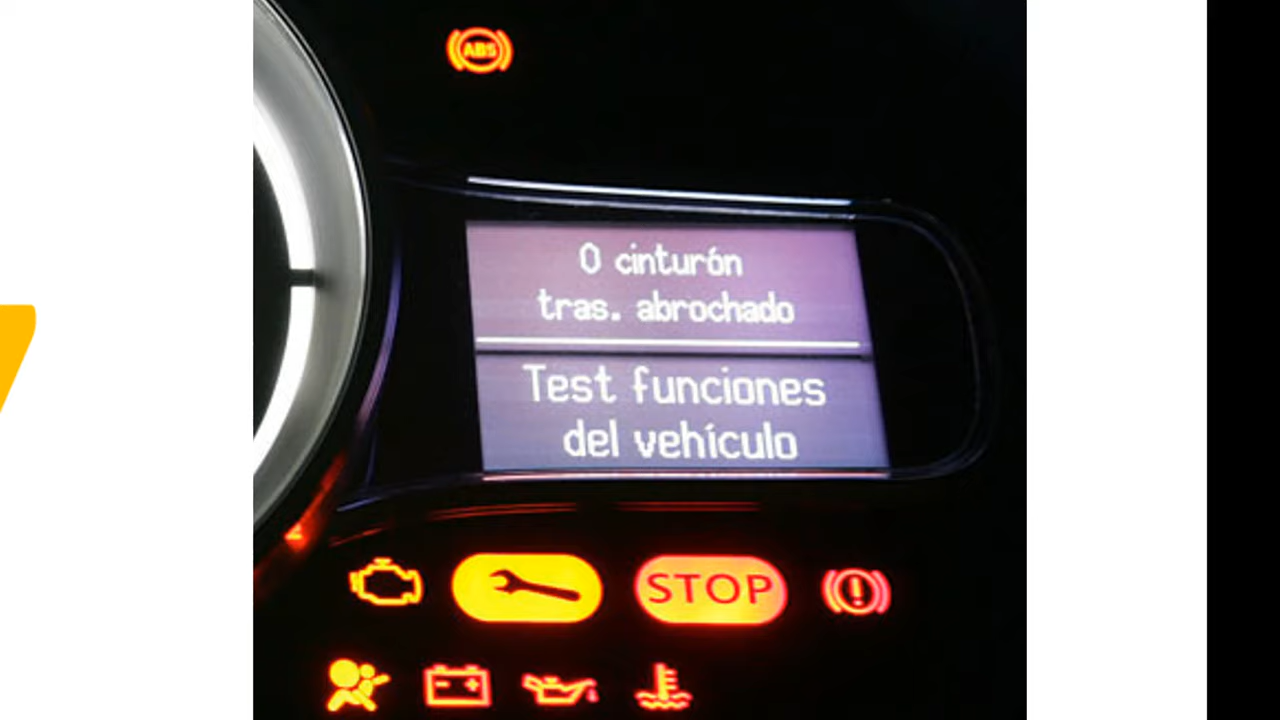 ABS
0 cinturón
tras. abrochado
Test funciones
del vehículo
STOP